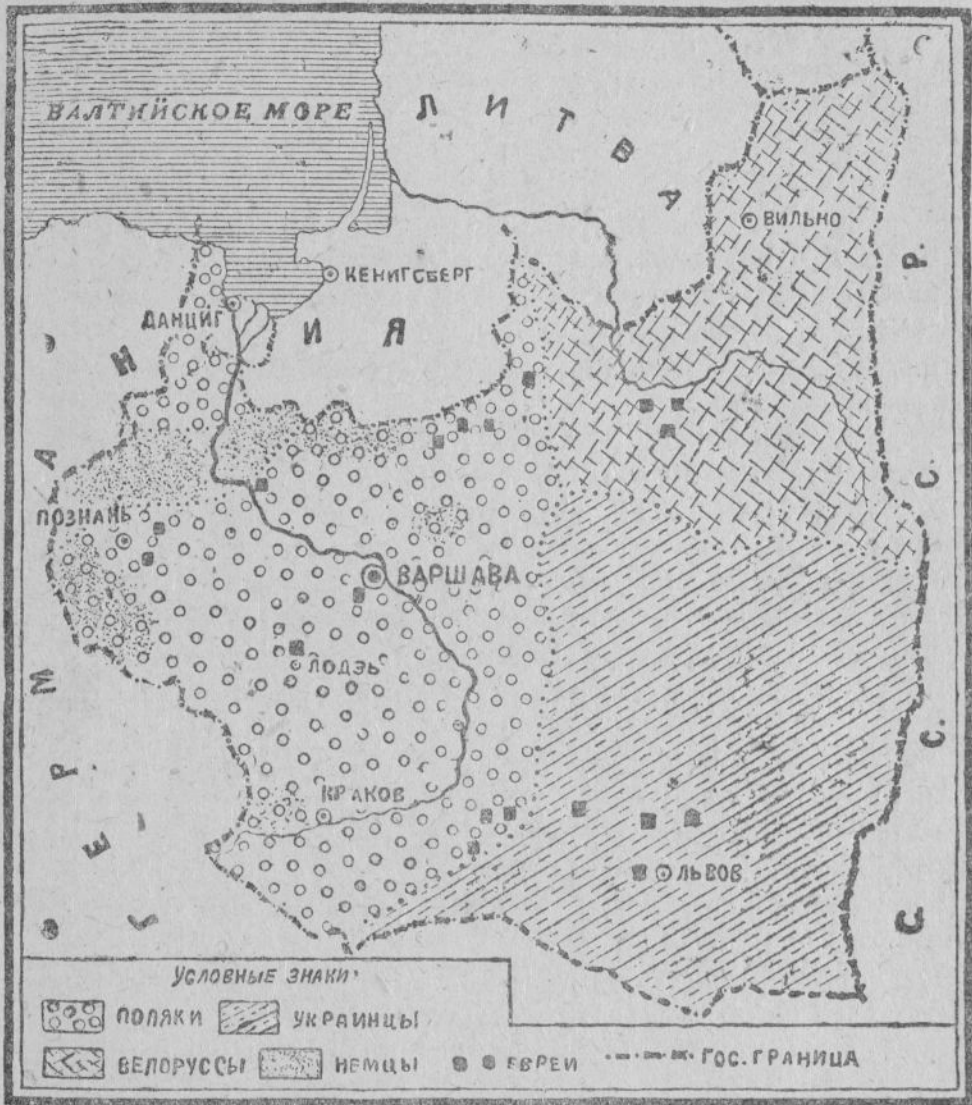 ВАЛТИЙСКОЕ МОРЕ
ЛИТВА
ВИЛЬНО
КЕНИГСБЕРГ
ДАНЦИГ
ГЕРМАНИЯ
ПОЗНАНЬ
ВАРШАВА
ЛОДЭЬ
КРАКОВ
ЛЬВОВ
С.С.С.Р.
УСЛОВНЫЕ ЗНАКИ:
ПОЛЯКИ УКРАИНЦЫ
БЕЛОРУССЫ НЕМЦЫ ЕВРЕИ ГОС. ГРАНИЦА